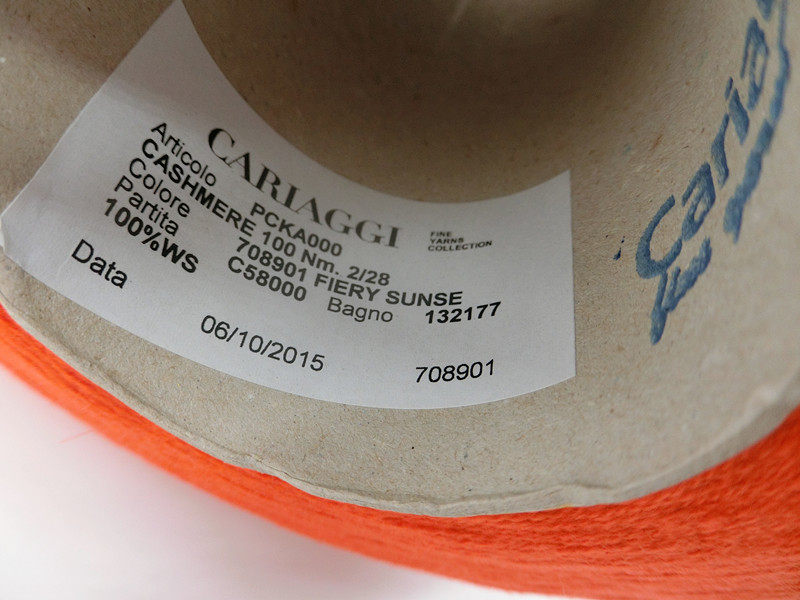 CARIAGGI FINE
YARNS
COLLECTION
Articolo PCKA000
CASHMERE 100 Nm. 2/28
Colore 708901 FIERY SUNSE
Partita C58000 Bagno 132177
100%WS
Data 06/10/2015 708901
Caria